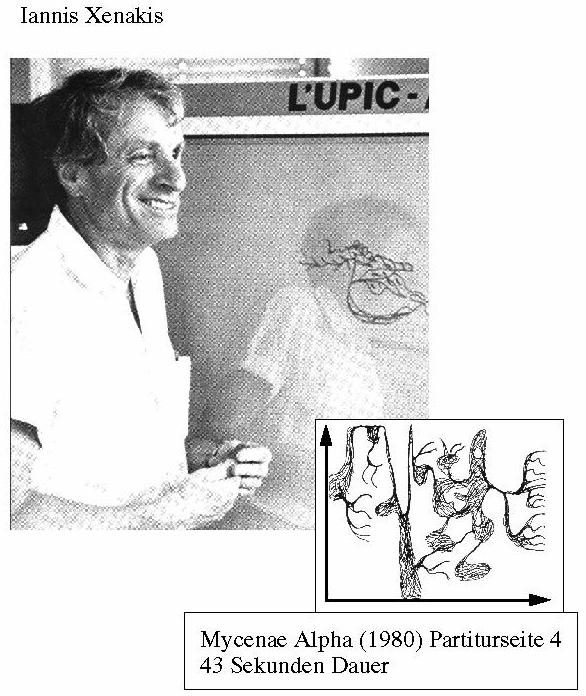 Iannis Xenakis
L'UPIC -
Mycenae Alpha (1980) Partiturseite 4
43 Sekunden Dauer